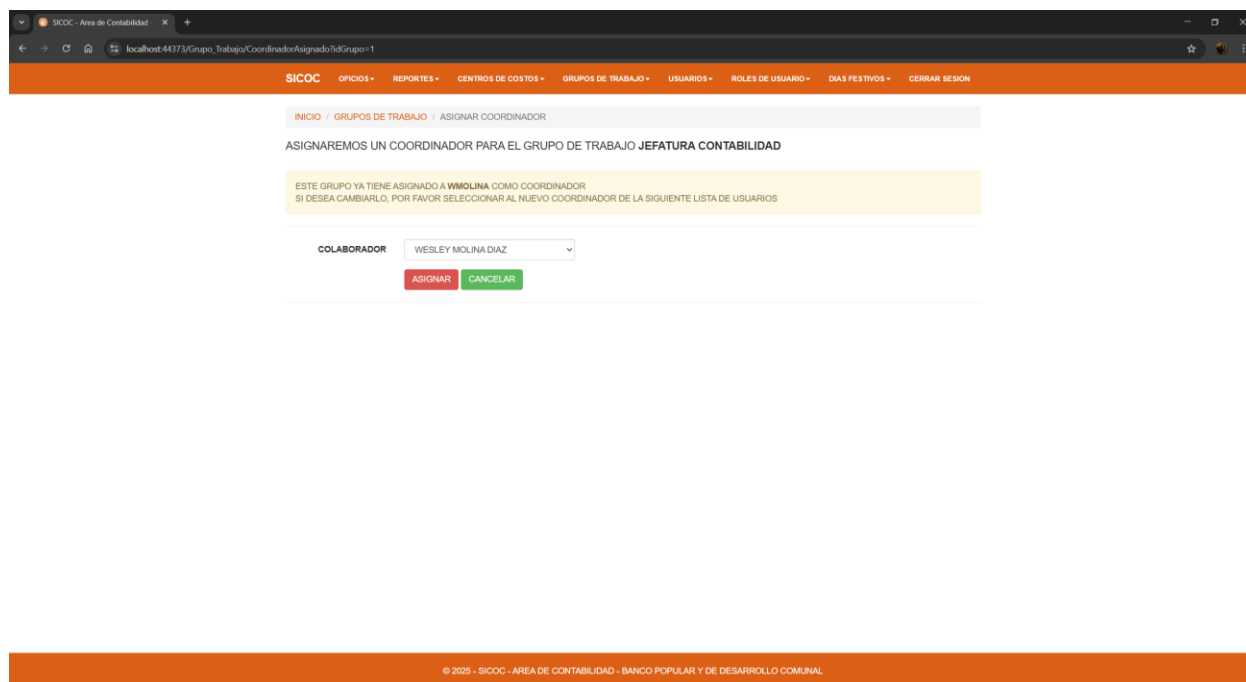 SICOC - Area de Contabilidad
localhost:44373/Grupo_Trabajo/CoordinadorAsignado?idGrupo=1
SICOC OFICIOS REPORTES CENTROS DE COSTOS GRUPOS DE TRABAJO USUARIOS ROLES DE USUARIO DIAS FESTIVOS CERRAR SESION
INICIO / GRUPOS DE TRABAJO / ASIGNAR COORDINADOR
ASIGNAREMOS UN COORDINADOR PARA EL GRUPO DE TRABAJO JEFATURA CONTABILIDAD
ESTE GRUPO YA TIENE ASIGNADO A WMOLINA COMO COORDINADOR
SI DESEA CAMBIARLO, POR FAVOR SELECCIONAR AL NUEVO COORDINADOR DE LA SIGUIENTE LISTA DE USUARIOS
COLABORADOR WESLEY MOLINA DIAZ
ASIGNAR CANCELAR
© 2025 - SICOC - AREA DE CONTABILIDAD - BANCO POPULAR Y DE DESARROLLO COMUNAL